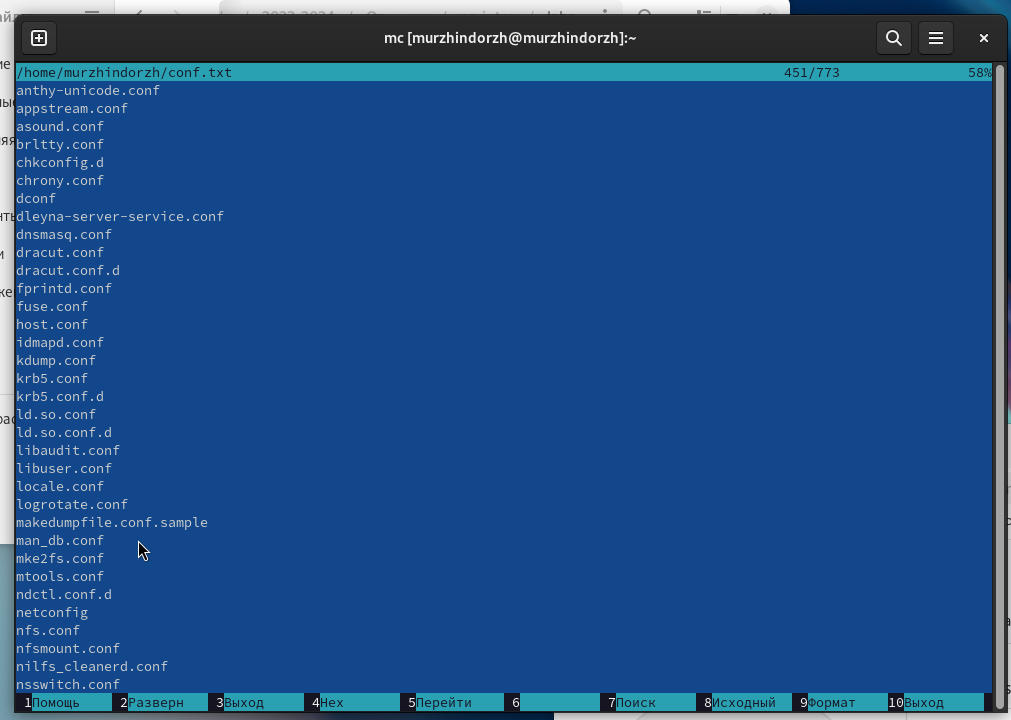 mc [murzhindorzh@murzhindorzh]:~
/home/murzhindorzh/conf.txt 451/773 58%
anthy-unicode.conf
appstream.conf
asound.conf
brltty.conf
chkconfig.d
chrony.conf
dconf
dleyna-server-service.conf
dnsmasq.conf
dracut.conf
dracut.conf.d
fprintd.conf
fuse.conf
host.conf
idmapd.conf
kdump.conf
krb5.conf
krb5.conf.d
ld.so.conf
ld.so.conf.d
libaudit.conf
libuser.conf
locale.conf
logrotate.conf
makedumpfile.conf.sample
man_db.conf
mke2fs.conf
mtools.conf
ndctl.conf.d
netconfig
nfs.conf
nfsmount.conf
nilfs_cleanerd.conf
nsswitch.conf
1Помощь 2Разверн 3Выход 4Hex 5Перейти 6 7Поиск 8Исходный 9Формат 10Выход